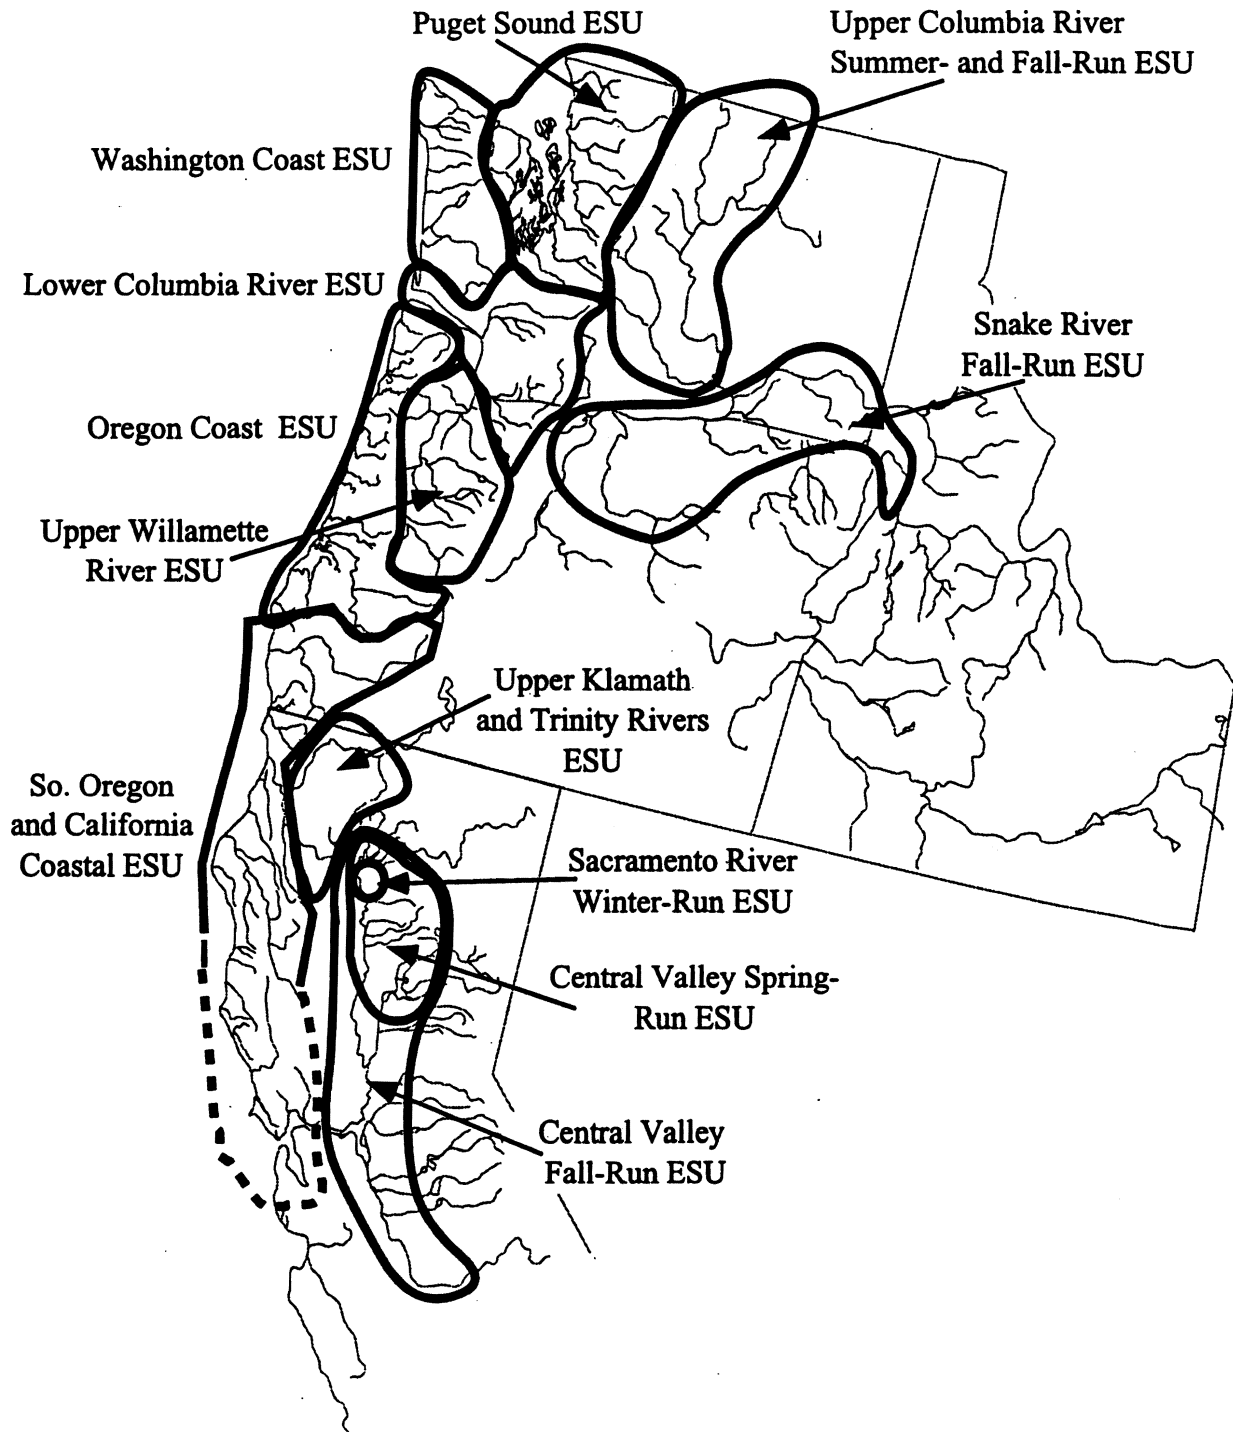 Puget Sound ESU
Upper Columbia River
Summer- and Fall-Run ESU
Washington Coast ESU
Lower Columbia River ESU
Snake River
Fall-Run ESU
Oregon Coast ESU
Upper Willamette
River ESU
Upper Klamath
and Trinity Rivers
ESU
So. Oregon
and California
Coastal ESU
Sacramento River
Winter-Run ESU
Central Valley Spring-
Run ESU
Central Valley
Fall-Run ESU